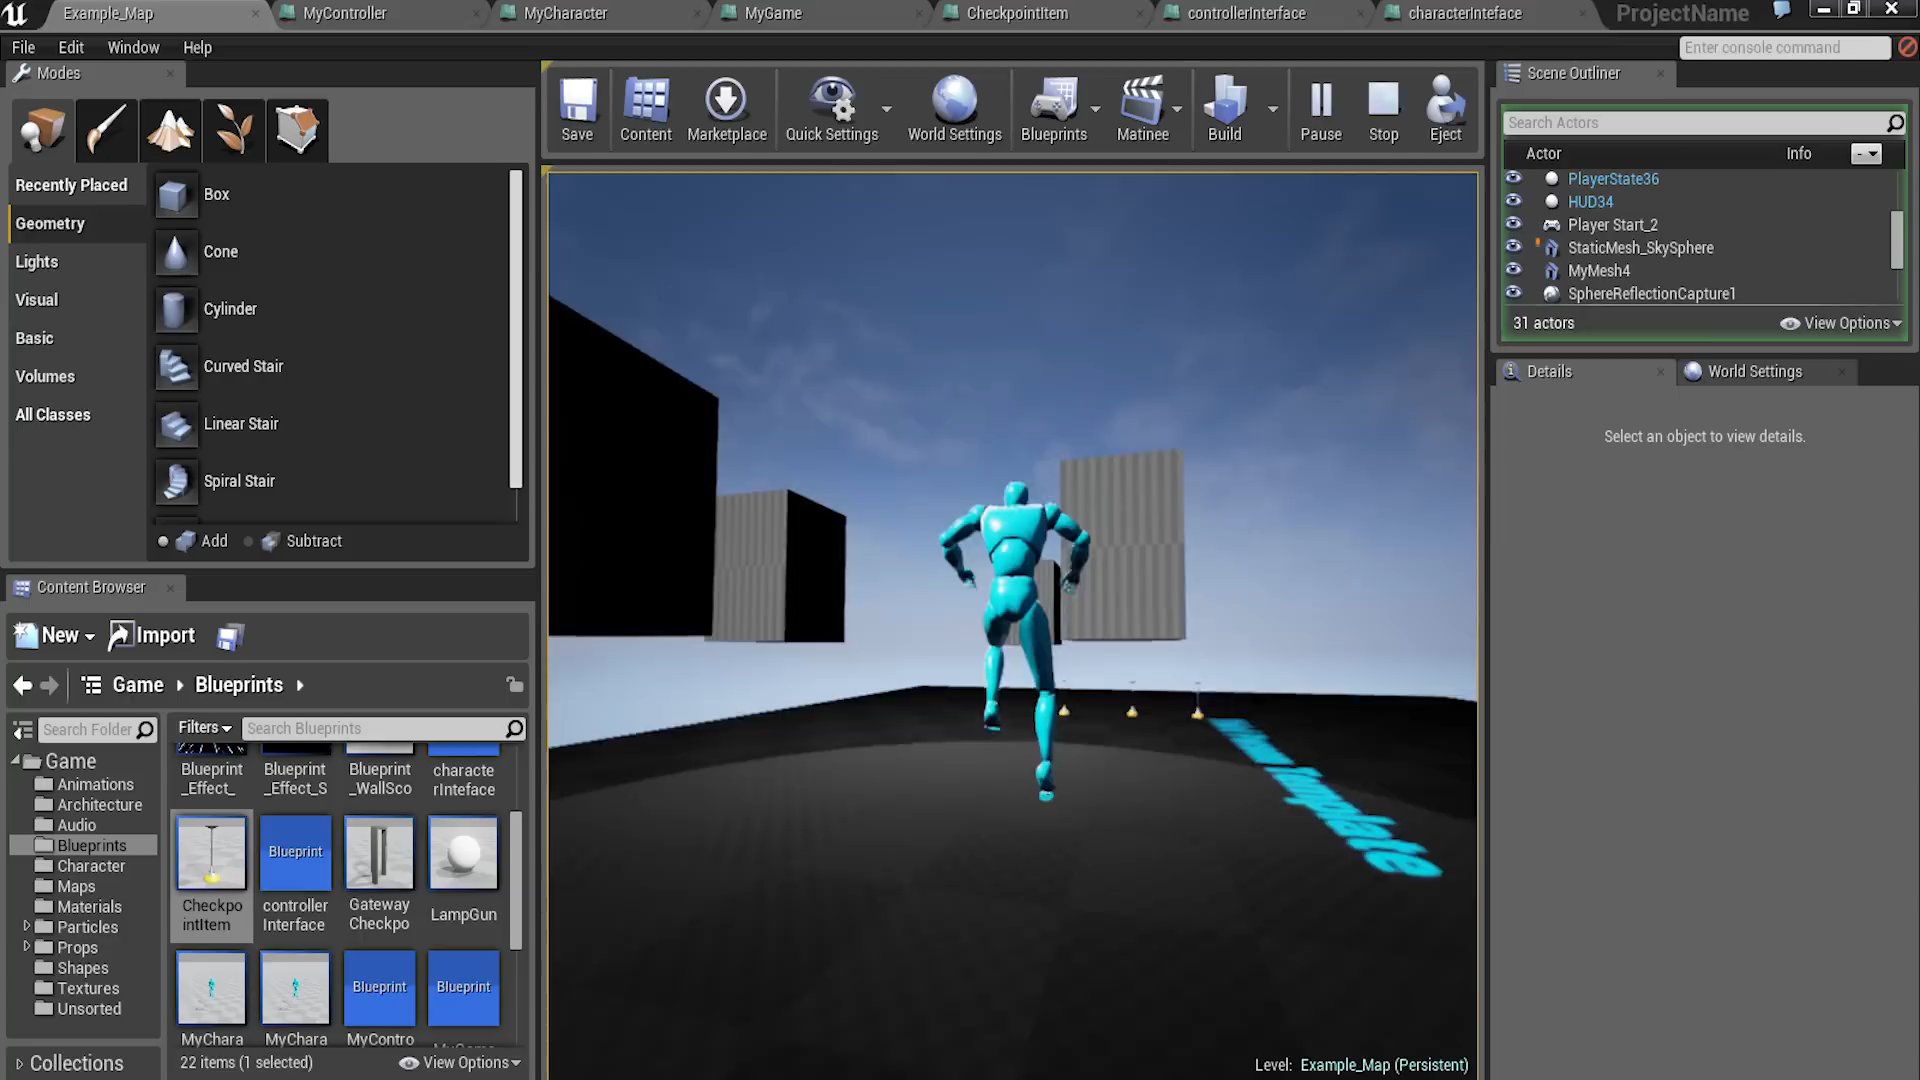 Example_Map
MyController
MyCharacter
MyGame
CheckpointItem
controllerInterface
characterInteface
ProjectName
File Edit Window Help
Enter console command
Modes
Recently Placed
Geometry
Lights
Visual
Basic
Volumes
All Classes
Box
Cone
Cylinder
Curved Stair
Linear Stair
Spiral Stair
Add
Subtract
Save
Content
Marketplace
Quick Settings
World Settings
Blueprints
Matinee
Build
Pause
Stop
Eject
Scene Outliner
Search Actors
Actor Info
PlayerState36
HUD34
Player Start_2
StaticMesh_SkySphere
MyMesh4
SphereReflectionCapture1
31 actors
View Options
Details
World Settings
Select an object to view details.
Content Browser
New
Import
Game
Blueprints
Search Folder
Filters
Search Blueprints
Game
Animations
Architecture
Audio
Blueprints
Character
Maps
Materials
Particles
Props
Shapes
Textures
Unsorted
Collections
Blueprint
_Effect_
Blueprint
_Effect_S
Blueprint
_WallSco
characte
rInteface
Checkpo
intItem
Blueprint
controller
Interface
Gateway
Checkpo
LampGun
MyChara
MyChara
Blueprint
MyContro
Blueprint
22 items (1 selected)
View Options
template
Level: Example_Map (Persistent)